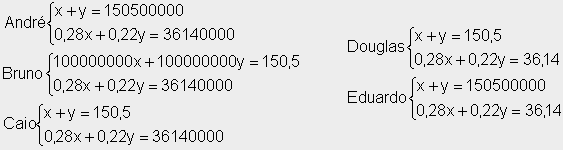 André { x + y = 150500000
0,28x + 0,22y = 36140000
Bruno { 100000000x + 100000000y = 150,5
0,28x + 0,22y = 36140000
Caio { x + y = 150,5
0,28x + 0,22y = 36140000
Douglas { x + y = 150,5
0,28x + 0,22y = 36,14
Eduardo { x + y = 150500000
0,28x + 0,22y = 36,14